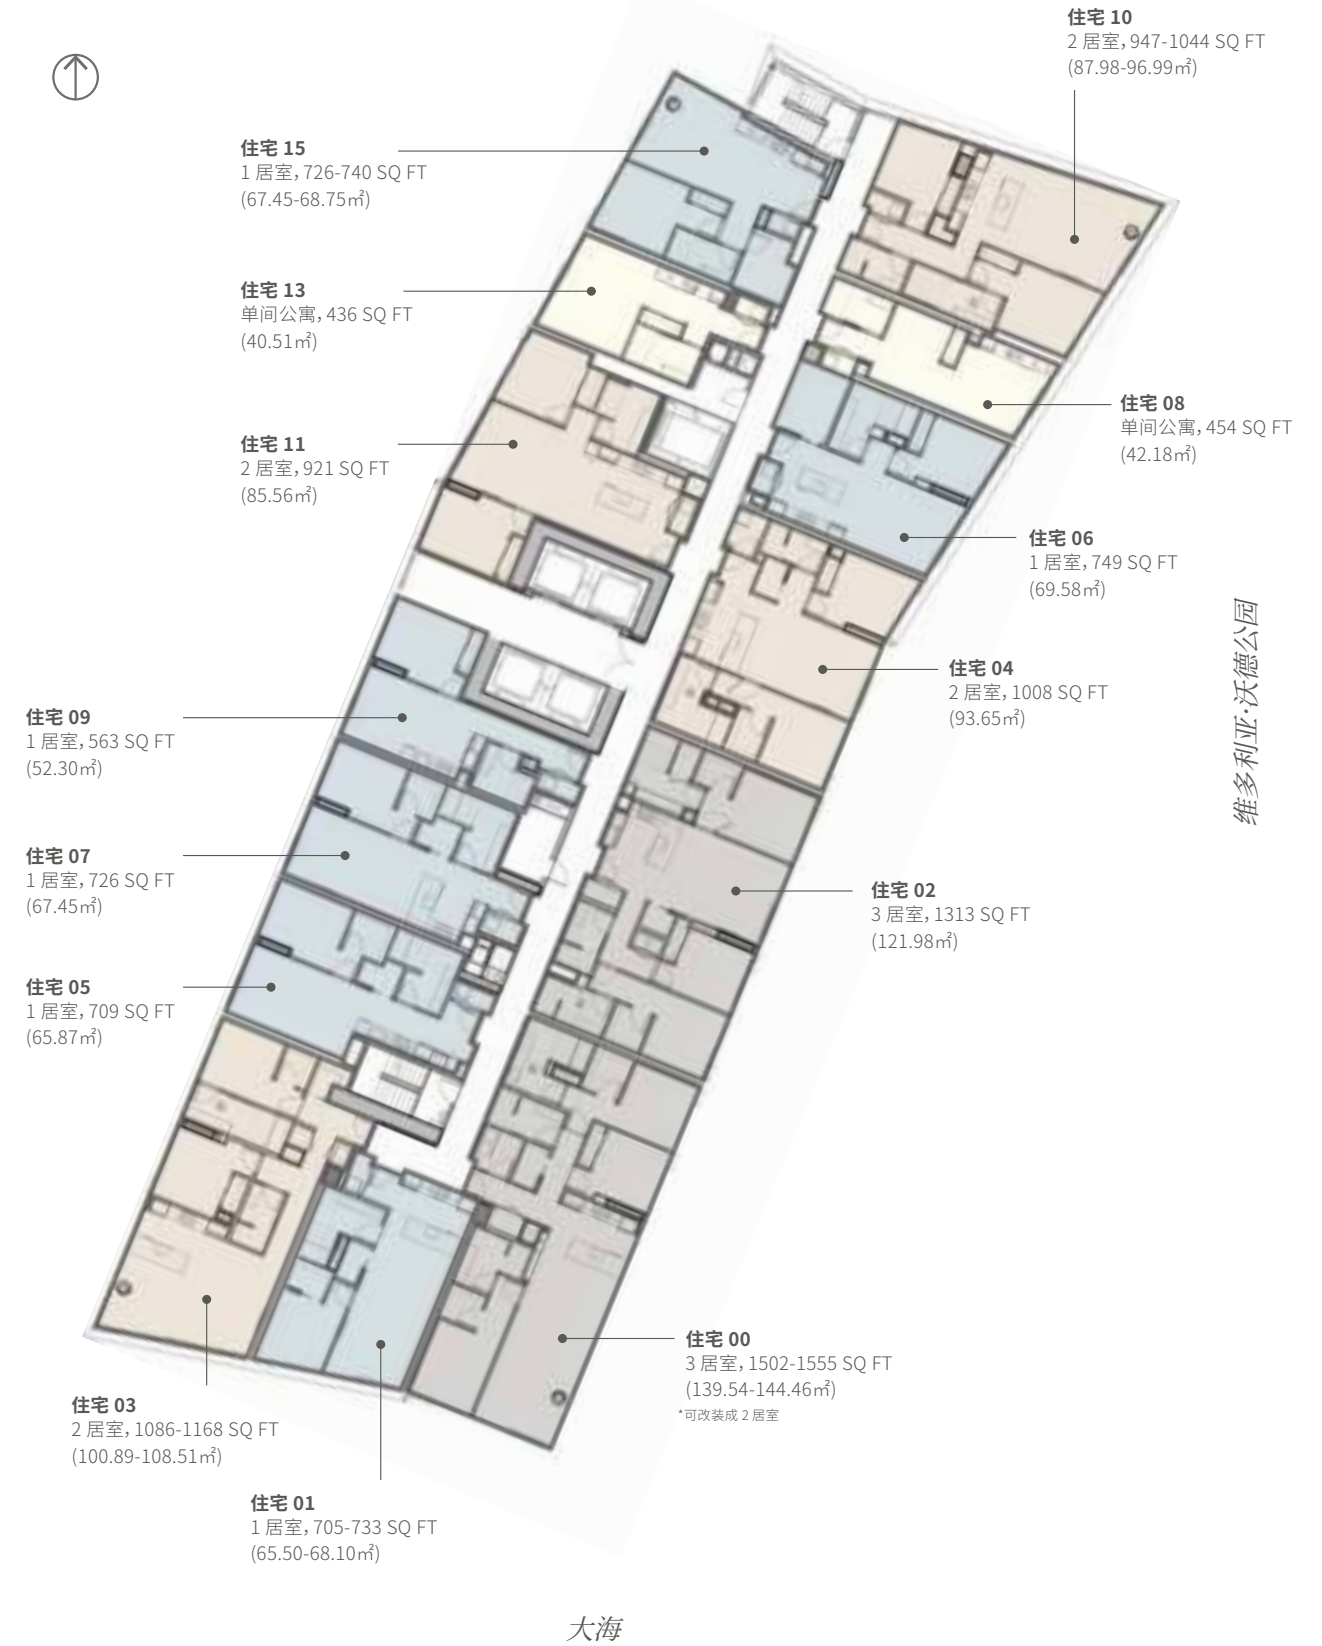 住宅 10
2 居室, 947-1044 SQ FT
(87.98-96.99㎡)
住宅 15
1 居室, 726-740 SQ FT
(67.45-68.75㎡)
住宅 13
单间公寓, 436 SQ FT
(40.51㎡)
住宅 08
单间公寓, 454 SQ FT
(42.18㎡)
住宅 11
2 居室, 921 SQ FT
(85.56㎡)
住宅 06
1 居室, 749 SQ FT
(69.58㎡)
维多利亚·沃德公园
住宅 04
2 居室, 1008 SQ FT
(93.65㎡)
住宅 09
1 居室, 563 SQ FT
(52.30㎡)
住宅 07
1 居室, 726 SQ FT
(67.45㎡)
住宅 02
3 居室, 1313 SQ FT
(121.98㎡)
住宅 05
1 居室, 709 SQ FT
(65.87㎡)
住宅 00
3 居室, 1502-1555 SQ FT
(139.54-144.46㎡)
*可改装成 2 居室
住宅 03
2 居室, 1086-1168 SQ FT
(100.89-108.51㎡)
住宅 01
1 居室, 705-733 SQ FT
(65.50-68.10㎡)
大海